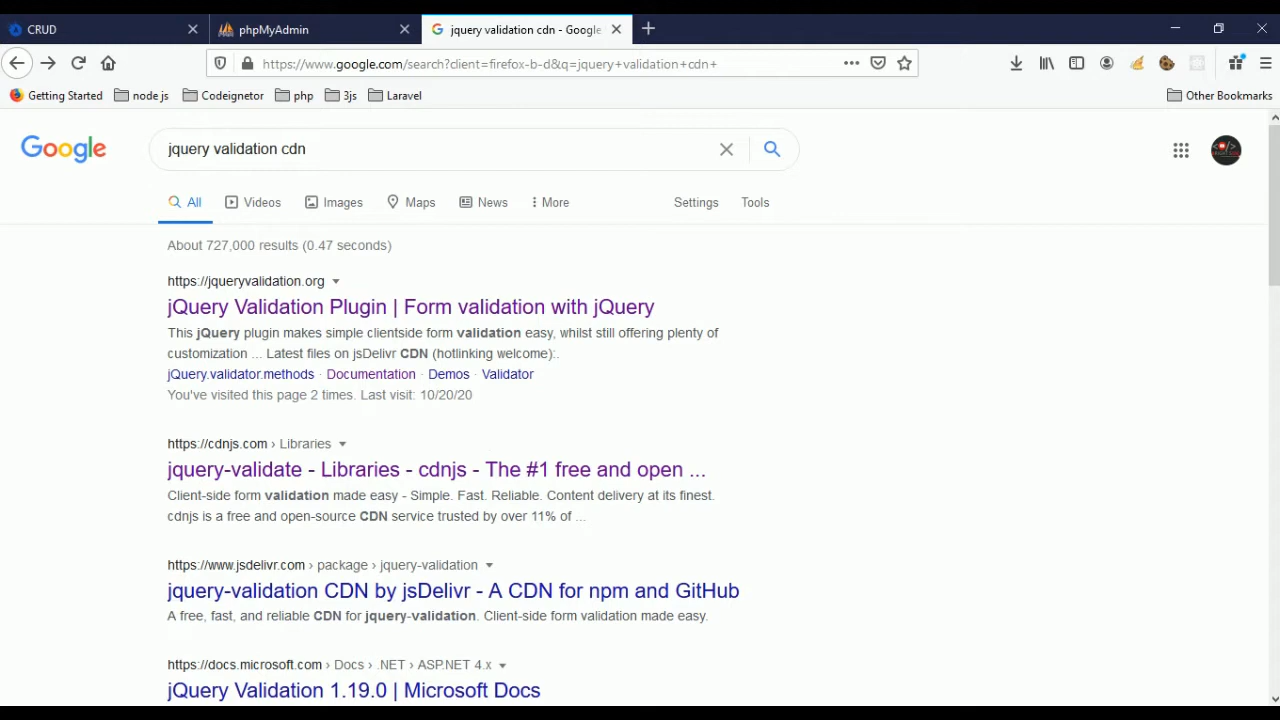 CRUD
phpMyAdmin
jquery validation cdn - Google
https://www.google.com/search?client=firefox-b-d&q=jquery+validation+cdn+
Getting Started
node js
Codeignetor
php
3js
Laravel
Other Bookmarks
Google
jquery validation cdn
All
Videos
Images
Maps
News
More
Settings
Tools
About 727,000 results (0.47 seconds)
https://jqueryvalidation.org
jQuery Validation Plugin | Form validation with jQuery
This jQuery plugin makes simple clientside form validation easy, whilst still offering plenty of
customization ... Latest files on jsDelivr CDN (hotlinking welcome):.
jQuery.validator.methods · Documentation · Demos · Validator
You've visited this page 2 times. Last visit: 10/20/20
https://cdnjs.com › Libraries
jquery-validate - Libraries - cdnjs - The #1 free and open ...
Client-side form validation made easy - Simple. Fast. Reliable. Content delivery at its finest.
cdnjs is a free and open-source CDN service trusted by over 11% of ...
https://www.jsdelivr.com › package › jquery-validation
jquery-validation CDN by jsDelivr - A CDN for npm and GitHub
A free, fast, and reliable CDN for jquery-validation. Client-side form validation made easy.
https://docs.microsoft.com › Docs › .NET › ASP.NET 4.x
jQuery Validation 1.19.0 | Microsoft Docs